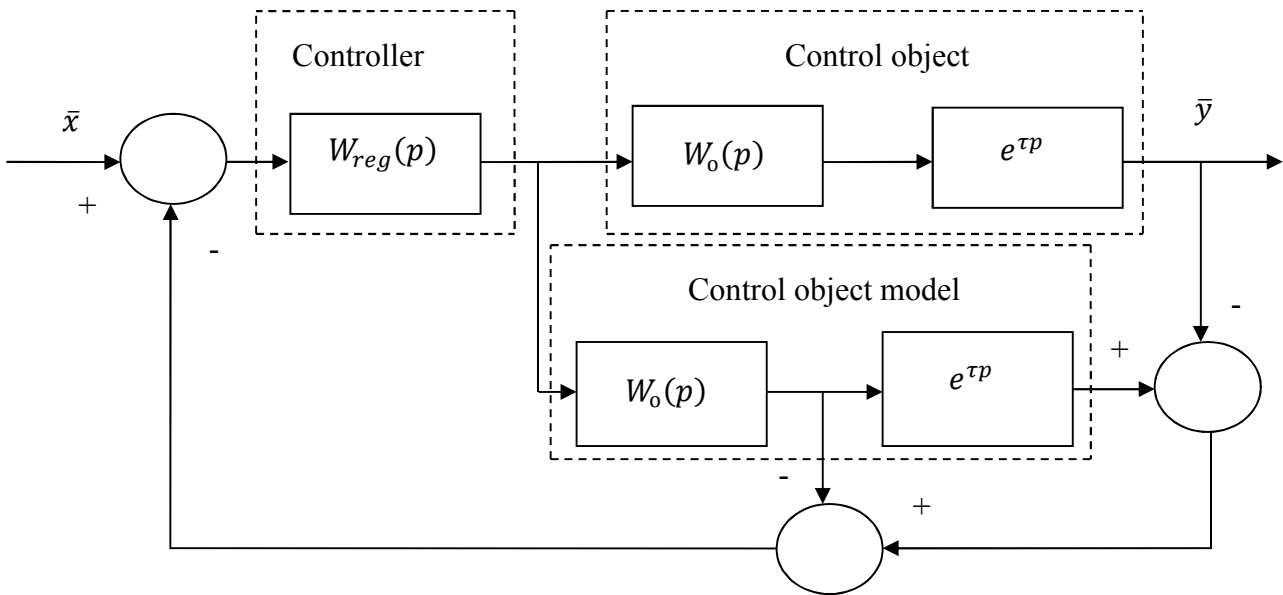 Controller
Control object
x̄
W_reg(p)
W_o(p)
e^{τp}
ȳ
+
-
Control object model
-
+
W_o(p)
e^{τp}
-
+